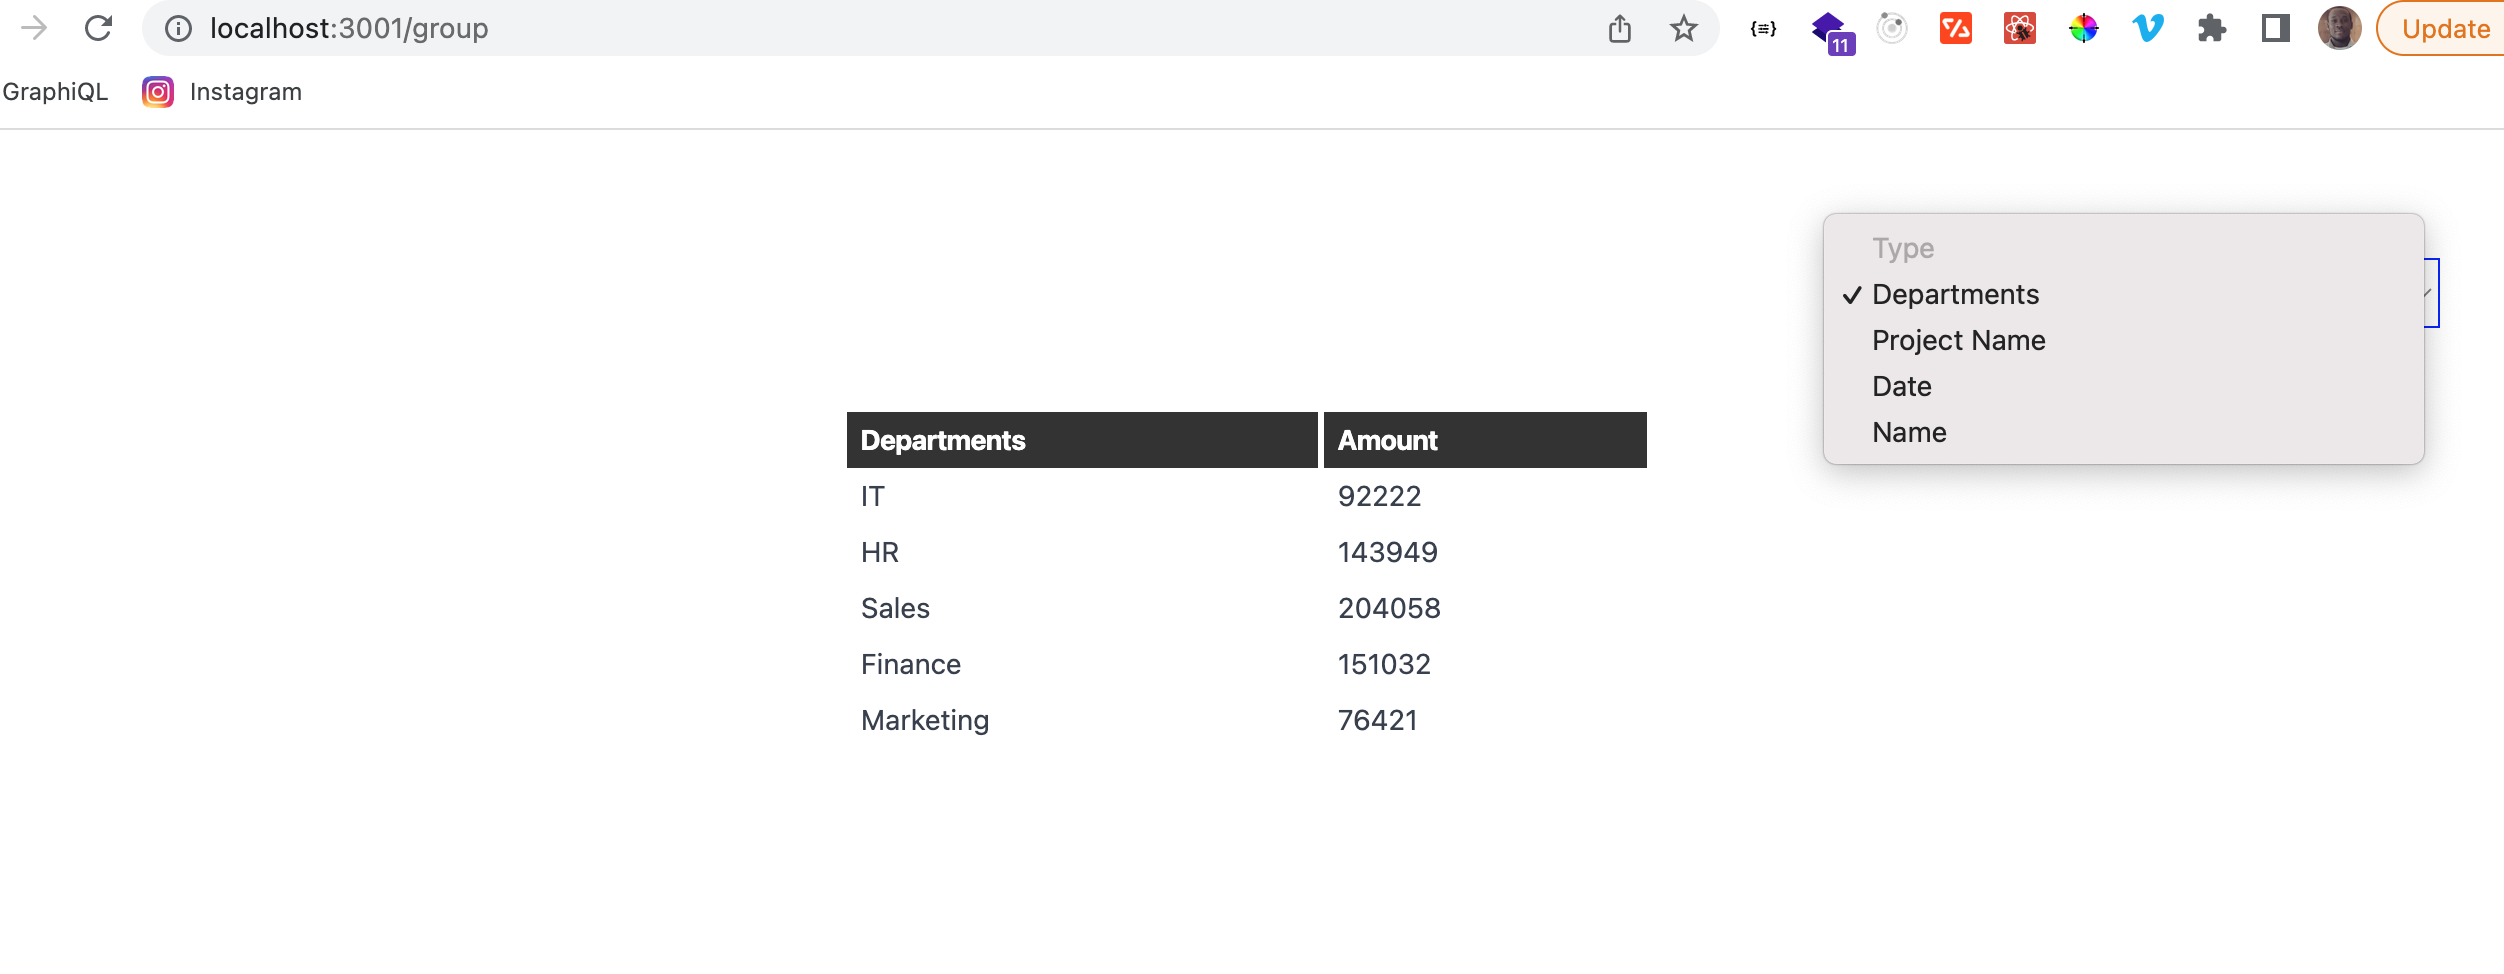 localhost:3001/group
{≡}
11
Update
GraphiQL
Instagram
Type
✓ Departments
Project Name
Date
Name
Departments Amount
IT 92222
HR 143949
Sales 204058
Finance 151032
Marketing 76421